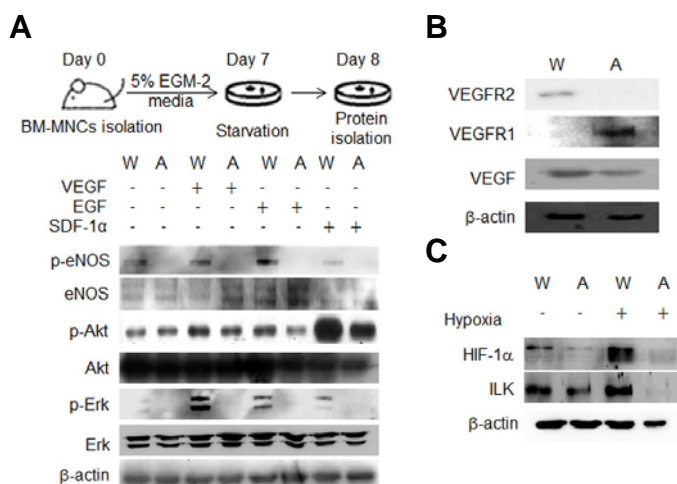 A
Day 0
Day 7
Day 8
5% EGM-2
media
BM-MNCs isolation
Starvation
Protein
isolation
W A W A W A W A
VEGF - - + + - - - -
EGF - - - - + + - -
SDF-1α - - - - - - + +
p-eNOS
eNOS
p-Akt
Akt
p-Erk
Erk
β-actin
B
W A
VEGFR2
VEGFR1
VEGF
β-actin
C
W A W A
Hypoxia - - + +
HIF-1α
ILK
β-actin